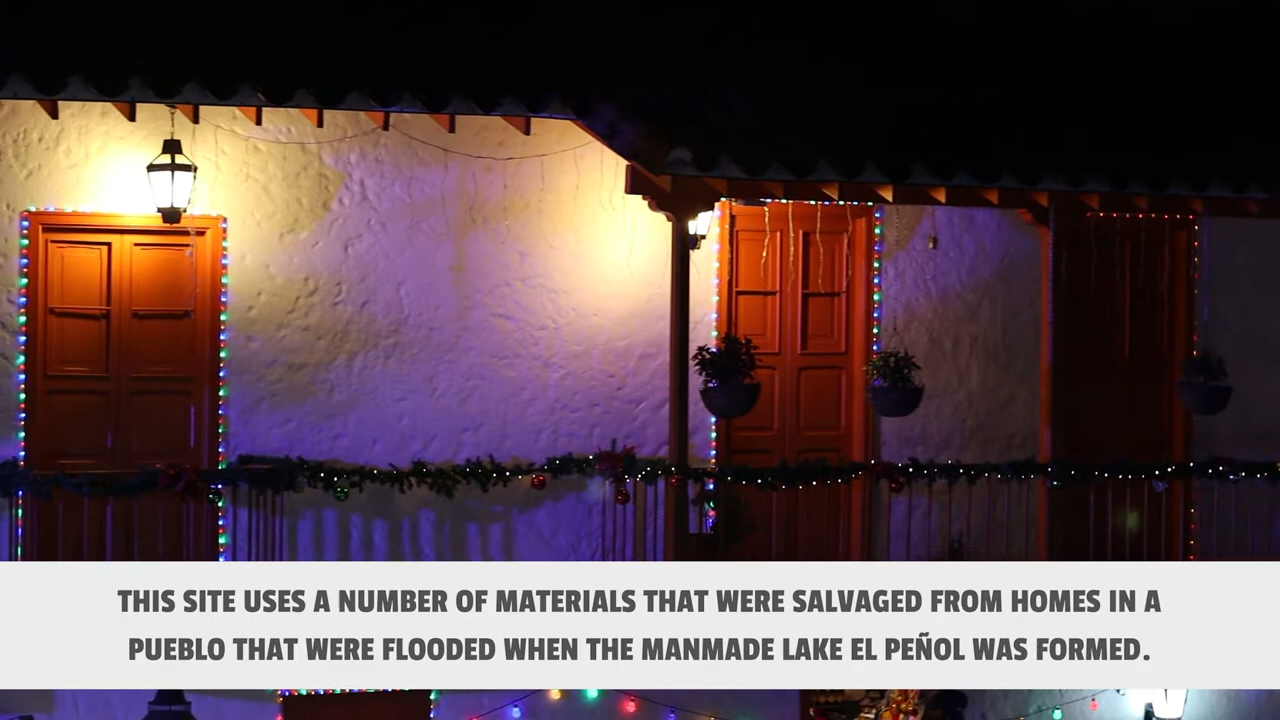 THIS SITE USES A NUMBER OF MATERIALS THAT WERE SALVAGED FROM HOMES IN A
PUEBLO THAT WERE FLOODED WHEN THE MANMADE LAKE EL PEÑOL WAS FORMED.